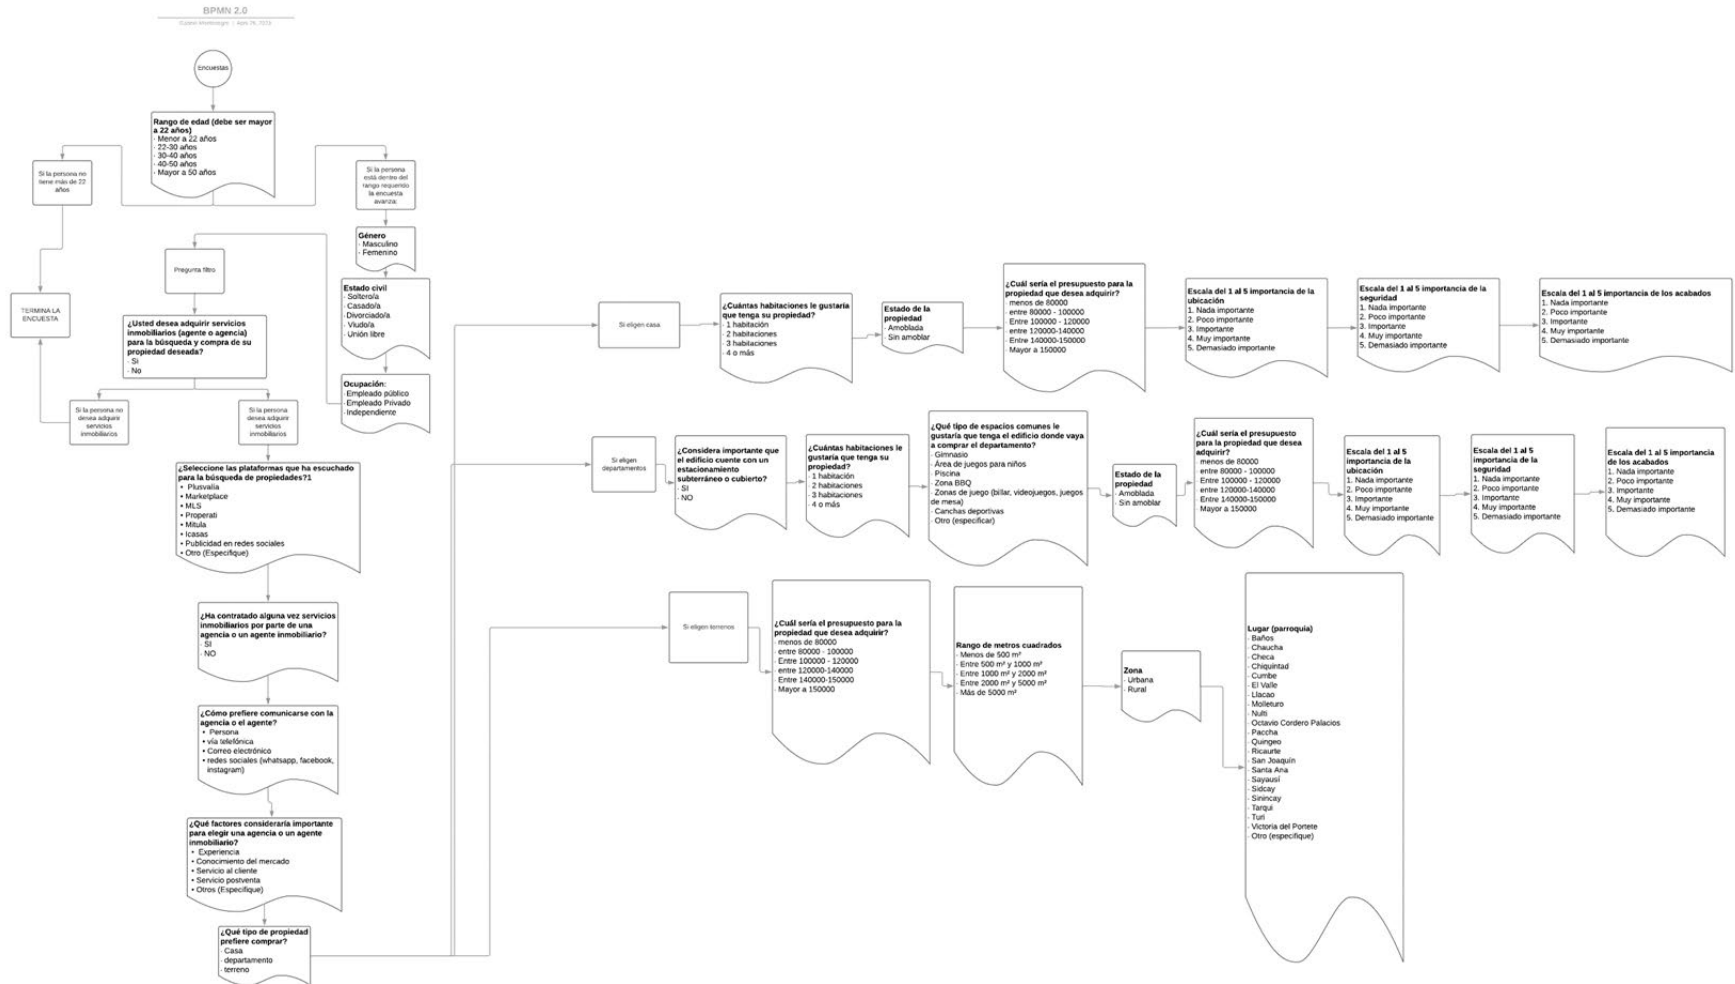 BPMN 2.0
Encuestas
Rango de edad (debe ser mayor
a 22 años)
· Menor a 22 años
· 22-30 años
· 30-40 años
· 40-50 años
· Mayor a 50 años
Si la persona no
tiene más de 22
años
Si la persona
está dentro del
rango requerido
la encuesta
avanza:
Género
· Masculino
· Femenino
Estado civil
· Soltero/a
· Casado/a
· Divorciado/a
· Viudo/a
· Unión libre
Ocupación:
· Empleado público
· Empleado Privado
· Independiente
Pregunta filtro
TERMINA LA
ENCUESTA
¿Usted desea adquirir servicios
inmobiliarios (agente o agencia)
para la búsqueda y compra de su
propiedad deseada?
· Si
· No
Si la persona no
desea adquirir
servicios
inmobiliarios
Si la persona
desea adquirir
servicios
inmobiliarios
¿Seleccione las plataformas que ha escuchado
para la búsqueda de propiedades?1
• Plusvalía
• Marketplace
• MLS
• Properati
• Mitula
• Icasas
• Publicidad en redes sociales
• Otro (Especifique)
¿Ha contratado alguna vez servicios
inmobiliarios por parte de una
agencia o un agente inmobiliario?
· SI
· NO
¿Cómo prefiere comunicarse con la
agencia o el agente?
• Persona
• vía telefónica
• Correo electrónico
• redes sociales (whatsapp, facebook,
instagram)
¿Qué factores consideraría importante
para elegir una agencia o un agente
inmobiliario?
• Experiencia
• Conocimiento del mercado
• Servicio al cliente
• Servicio postventa
• Otros (Especifique)
¿Qué tipo de propiedad
prefiere comprar?
· Casa
· departamento
· terreno
Si eligen casa
¿Cuántas habitaciones le gustaría
que tenga su propiedad?
· 1 habitación
· 2 habitaciones
· 3 habitaciones
· 4 o más
Estado de la
propiedad
· Amoblada
· Sin amoblar
¿Cuál sería el presupuesto para la
propiedad que desea adquirir?
· menos de 80000
· entre 80000 - 100000
· Entre 100000 - 120000
· entre 120000-140000
· Entre 140000-150000
· Mayor a 150000
Escala del 1 al 5 importancia de la
ubicación
1. Nada importante
2. Poco importante
3. Importante
4. Muy importante
5. Demasiado importante
Escala del 1 al 5 importancia de la
seguridad
1. Nada importante
2. Poco importante
3. Importante
4. Muy importante
5. Demasiado importante
Escala del 1 al 5 importancia de los acabados
1. Nada importante
2. Poco importante
3. Importante
4. Muy importante
5. Demasiado importante
Si eligen
departamentos
¿Considera importante que
el edificio cuente con un
estacionamiento
subterráneo o cubierto?
· SI
· NO
¿Cuántas habitaciones le
gustaría que tenga su
propiedad?
· 1 habitación
· 2 habitaciones
· 3 habitaciones
· 4 o más
¿Qué tipo de espacios comunes le
gustaría que tenga el edificio donde vaya
a comprar el departamento?
· Gimnasio
· Área de juegos para niños
· Piscina
· Zona BBQ
· Zonas de juego (billar, videojuegos, juegos
de mesa)
· Canchas deportivas
· Otro (especificar)
Estado de la
propiedad
· Amoblada
· Sin amoblar
¿Cuál sería el presupuesto
para la propiedad que desea
adquirir?
· menos de 80000
· entre 80000 - 100000
· Entre 100000 - 120000
· entre 120000-140000
· Entre 140000-150000
· Mayor a 150000
Escala del 1 al 5
importancia de la
ubicación
1. Nada importante
2. Poco importante
3. Importante
4. Muy importante
5. Demasiado importante
Escala del 1 al 5
importancia de la
seguridad
1. Nada importante
2. Poco importante
3. Importante
4. Muy importante
5. Demasiado importante
Escala del 1 al 5 importancia
de los acabados
1. Nada importante
2. Poco importante
3. Importante
4. Muy importante
5. Demasiado importante
Si eligen terrenos
¿Cuál sería el presupuesto para la
propiedad que desea adquirir?
· menos de 80000
· entre 80000 - 100000
· Entre 100000 - 120000
· entre 120000-140000
· Entre 140000-150000
· Mayor a 150000
Rango de metros cuadrados
· Menos de 500 m²
· Entre 500 m² y 1000 m²
· Entre 1000 m² y 2000 m²
· Entre 2000 m² y 5000 m²
· Más de 5000 m²
Zona
· Urbana
· Rural
Lugar (parroquia)
· Baños
· Chaucha
· Checa
· Chiquintad
· Cumbe
· El Valle
· Llacao
· Molleturo
· Nulti
· Octavio Cordero Palacios
· Paccha
· Quingeo
· Ricaurte
· San Joaquín
· Santa Ana
· Sayausí
· Sidcay
· Sinincay
· Tarqui
· Turi
· Victoria del Portete
· Otro (especifique)